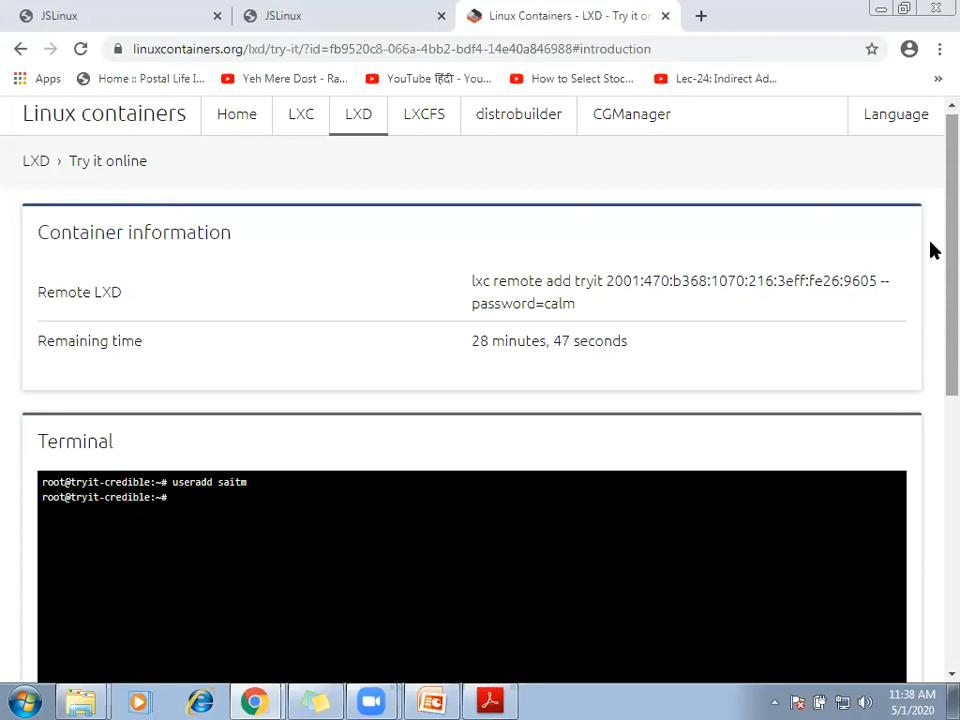 JSLinux
JSLinux
Linux Containers - LXD - Try it on
linuxcontainers.org/lxd/try-it/?id=fb9520c8-066a-4bb2-bdf4-14e40a846988#introduction
Apps Home :: Postal Life I... Yeh Mere Dost - Ra... YouTube हिंदी - You... How to Select Stoc... Lec-24: Indirect Ad... »
Linux containers Home LXC LXD LXCFS distrobuilder CGManager Language
LXD › Try it online
Container information
Remote LXD
lxc remote add tryit 2001:470:b368:1070:216:3eff:fe26:9605 --
password=calm
Remaining time 28 minutes, 47 seconds
Terminal
root@tryit-credible:~# useradd saitm
root@tryit-credible:~#
11:38 AM
5/1/2020